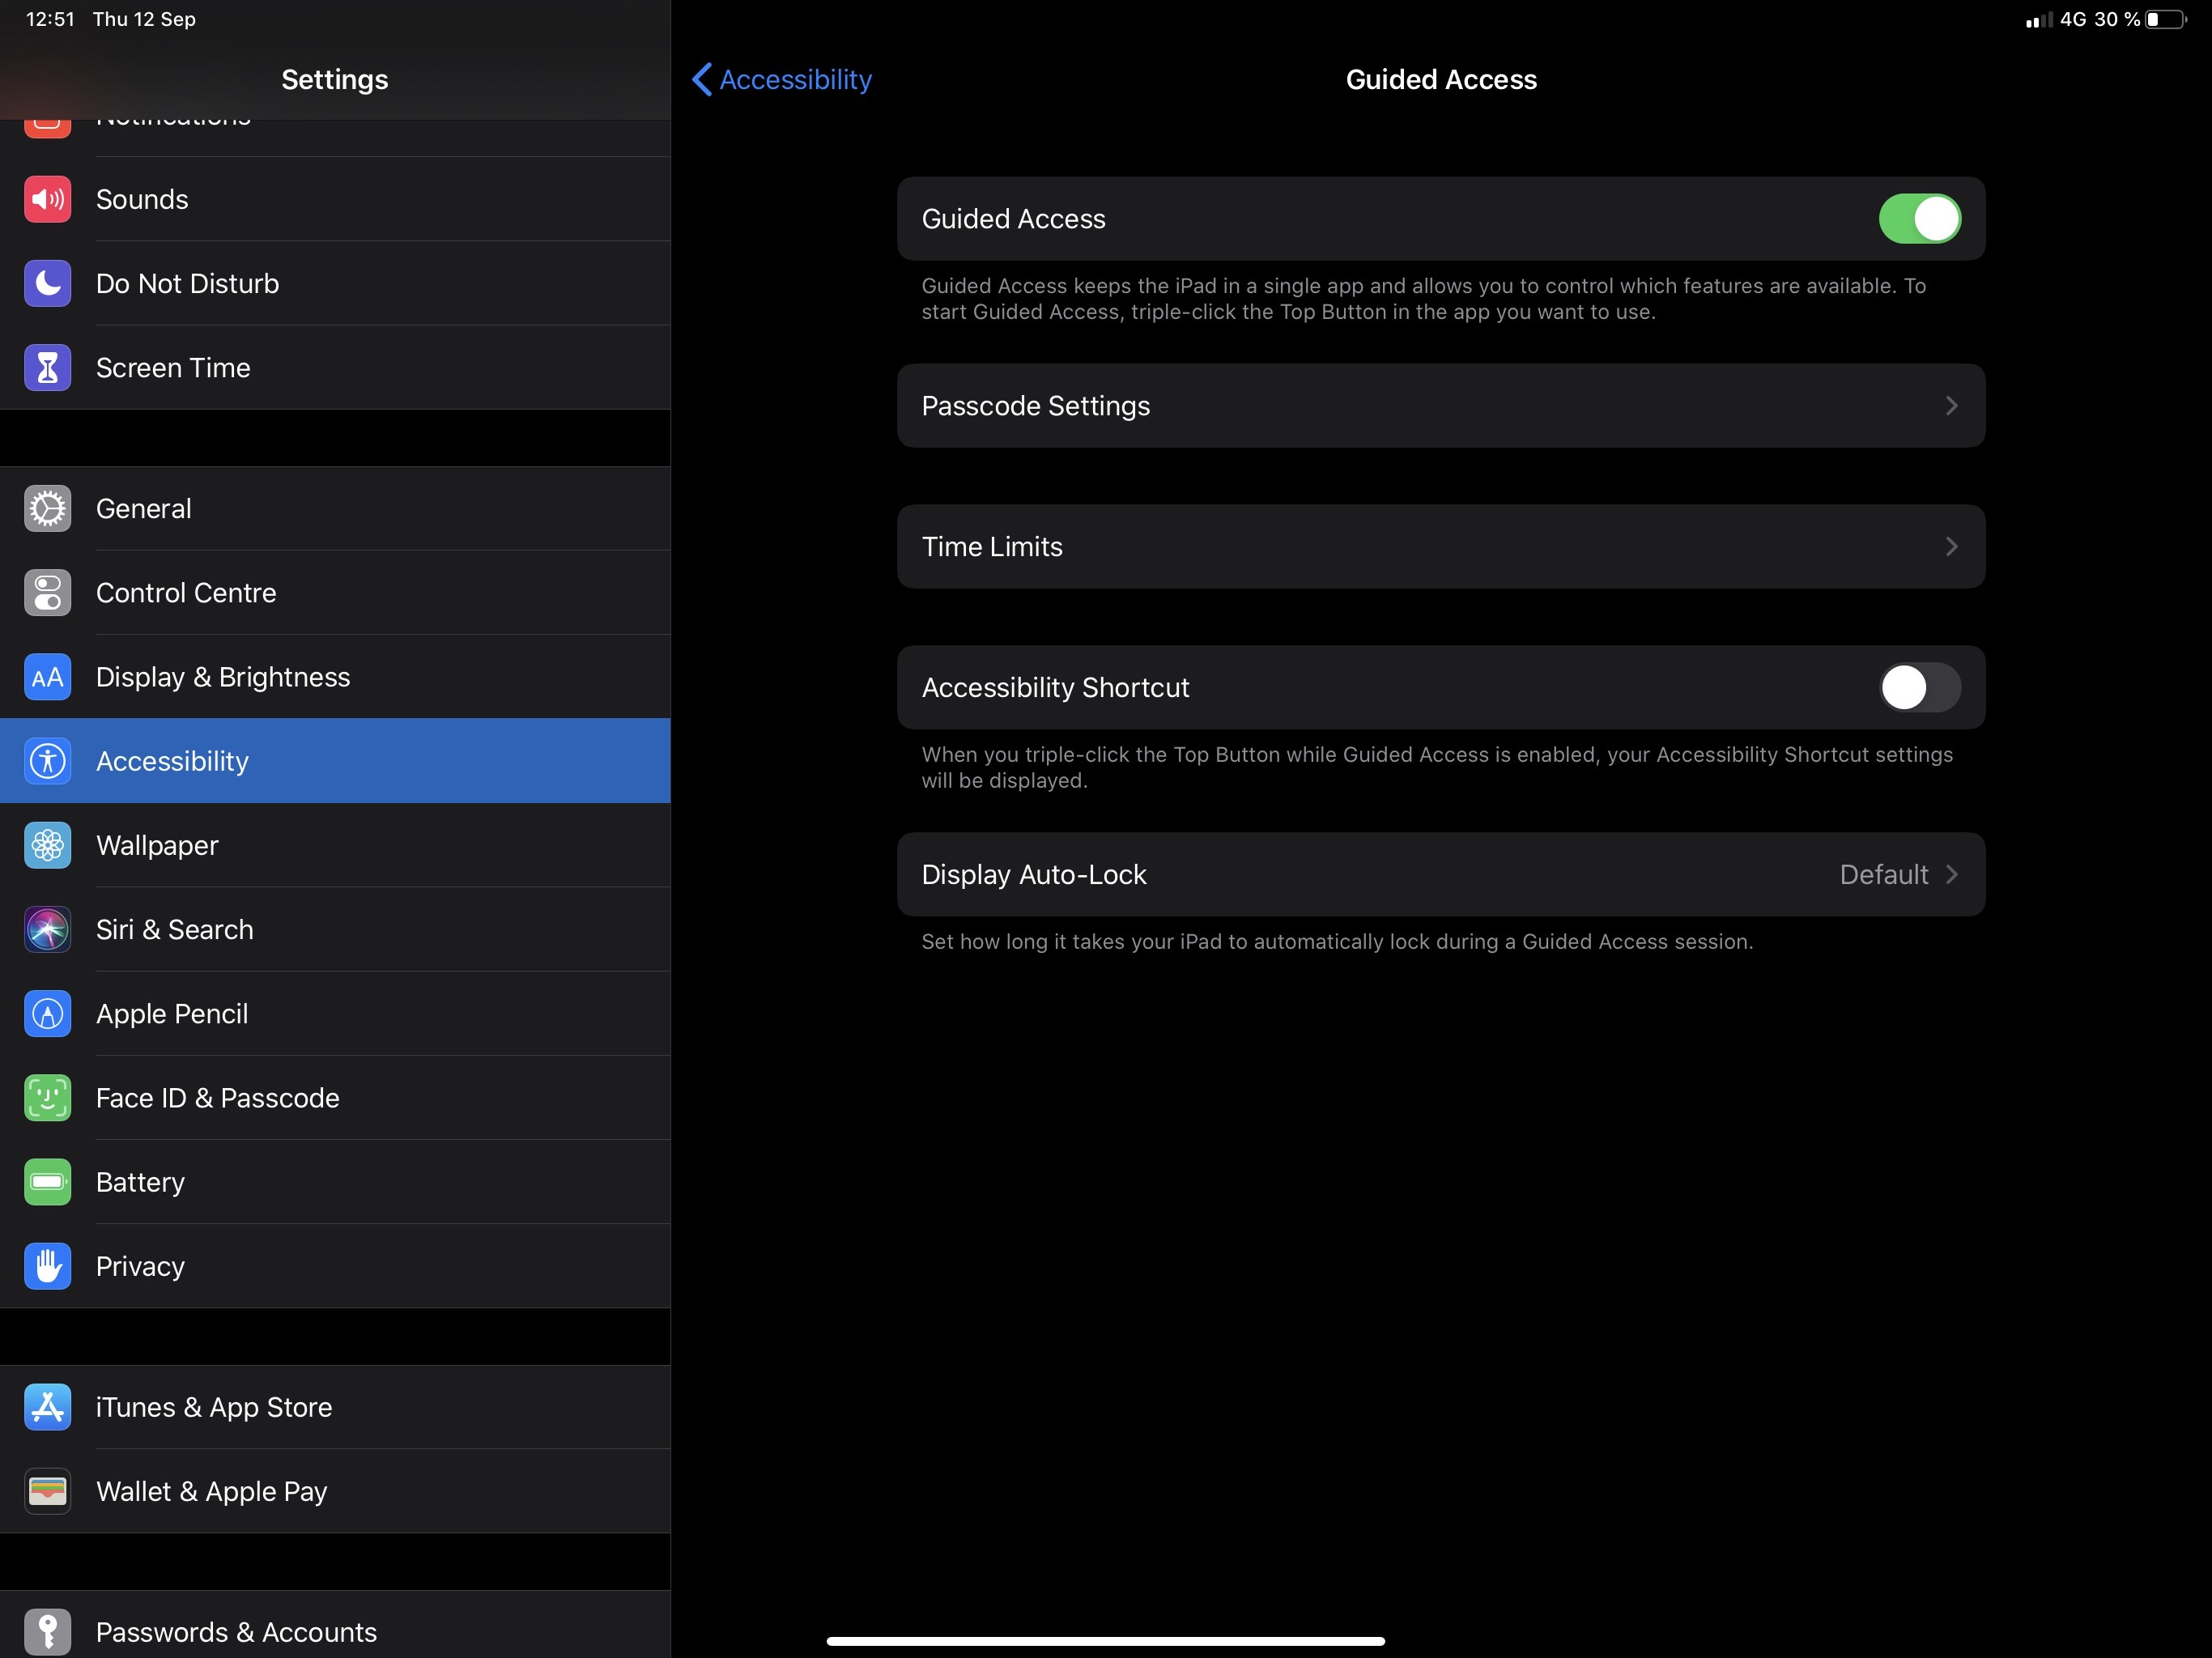 12:51 Thu 12 Sep
4G 30 %
Settings
Notifications
Sounds
Do Not Disturb
Screen Time
General
Control Centre
AA Display & Brightness
Accessibility
Wallpaper
Siri & Search
Apple Pencil
Face ID & Passcode
Battery
Privacy
iTunes & App Store
Wallet & Apple Pay
Passwords & Accounts
Accessibility
Guided Access
Guided Access
Guided Access keeps the iPad in a single app and allows you to control which features are available. To
start Guided Access, triple-click the Top Button in the app you want to use.
Passcode Settings
Time Limits
Accessibility Shortcut
When you triple-click the Top Button while Guided Access is enabled, your Accessibility Shortcut settings
will be displayed.
Display Auto-Lock Default
Set how long it takes your iPad to automatically lock during a Guided Access session.